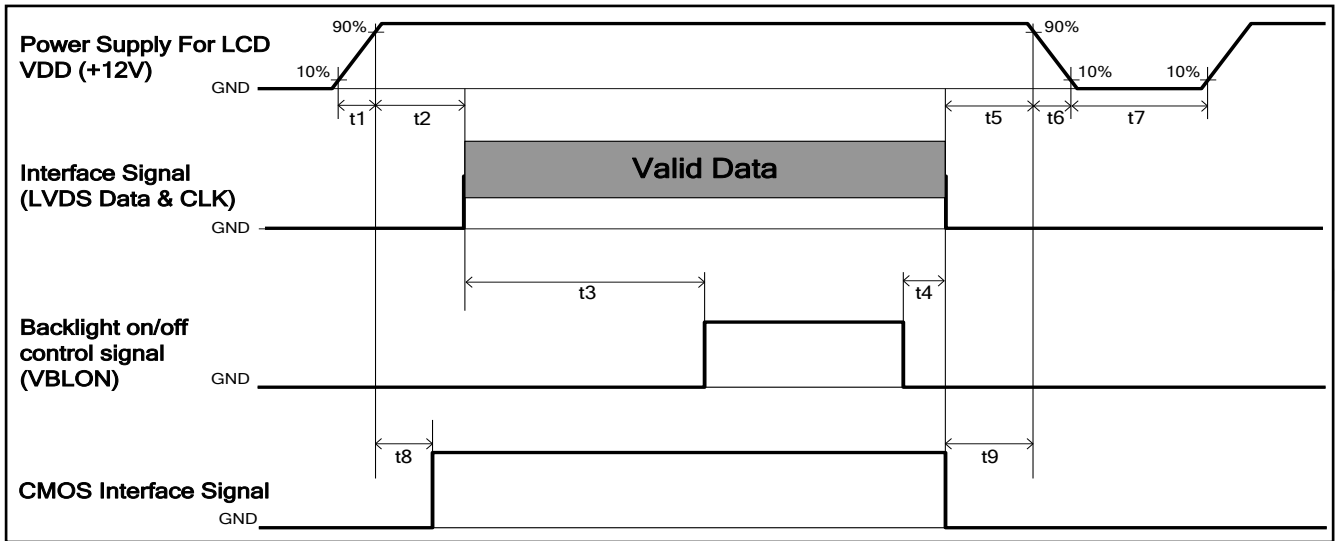 Power Supply For LCD
VDD (+12V)
90%
10%
GND
90%
10%
10%
t1
t2
t5
t6
t7
Interface Signal
(LVDS Data & CLK)
GND
Valid Data
t3
t4
Backlight on/off
control signal
(VBLON)
GND
t8
t9
CMOS Interface Signal
GND